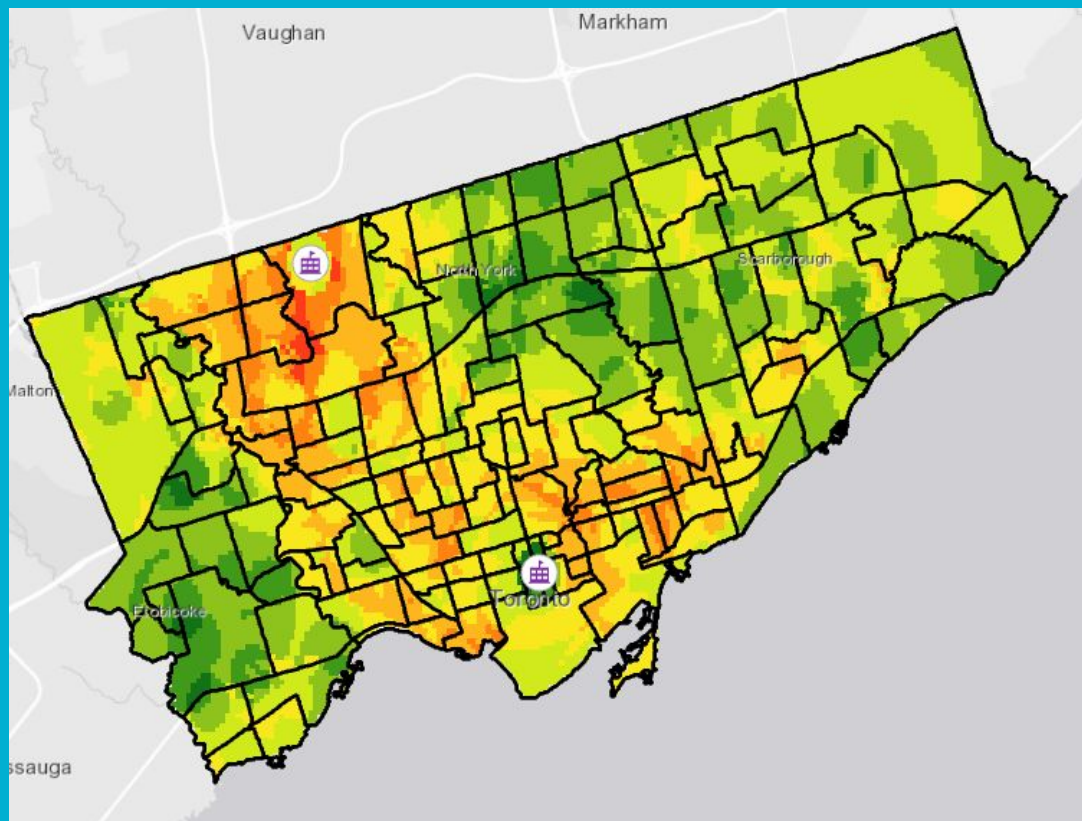 Markham
Vaughan
North York
Scarborough
Malton
Toronto
Etobicoke
ssauga